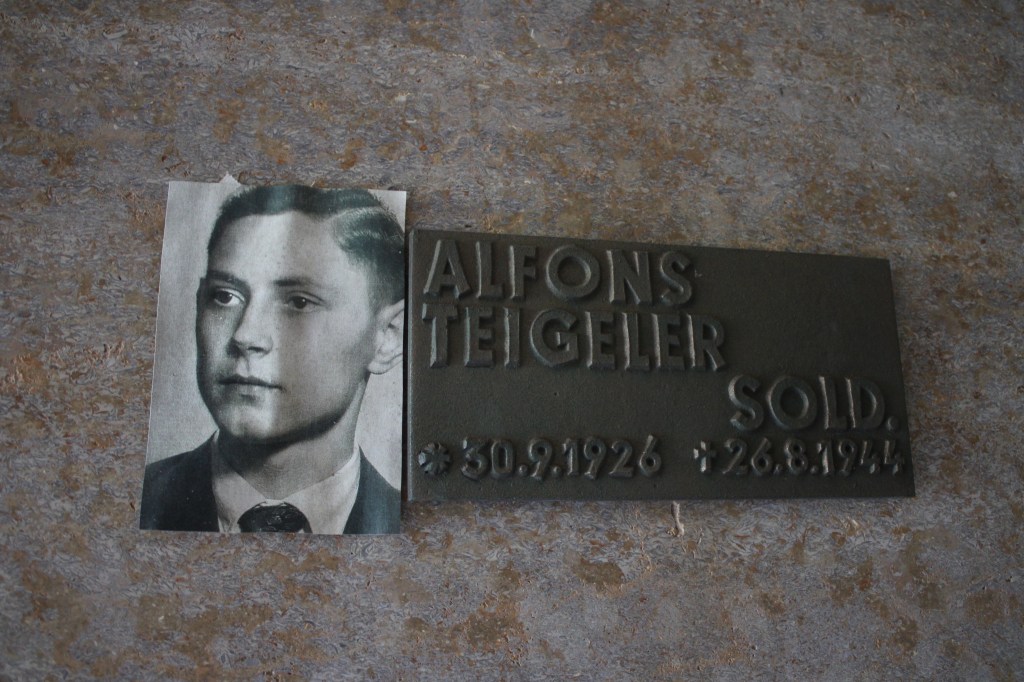 ALFONS
TEIGELER
SOLD.
* 30.9.1926 † 26.8.1944